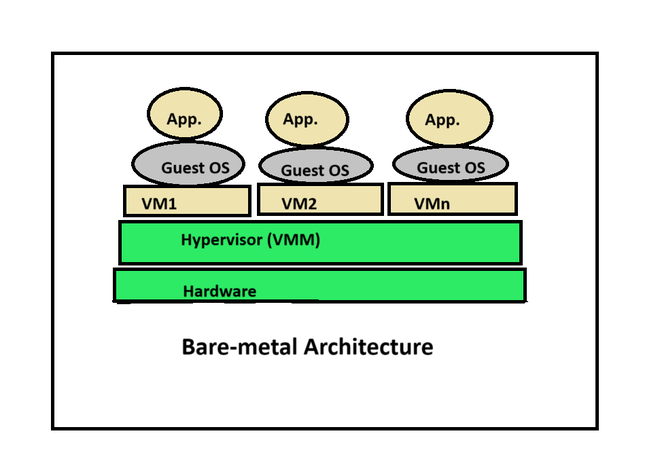 App. App. App.
Guest OS Guest OS Guest OS
VM1 VM2 VMn
Hypervisor (VMM)
Hardware
Bare-metal Architecture